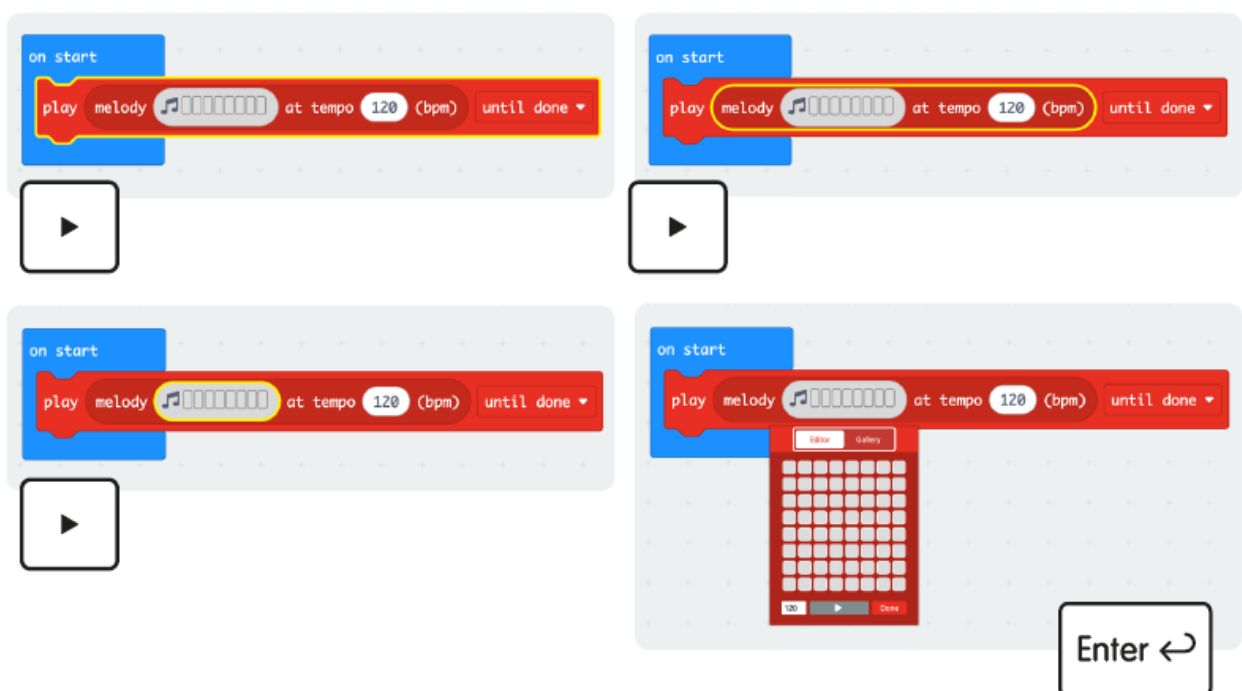 on start
play melody at tempo 120 (bpm) until done
on start
play melody at tempo 120 (bpm) until done
on start
play melody at tempo 120 (bpm) until done
on start
play melody at tempo 120 (bpm) until done
Editor Gallery
120 Done
Enter